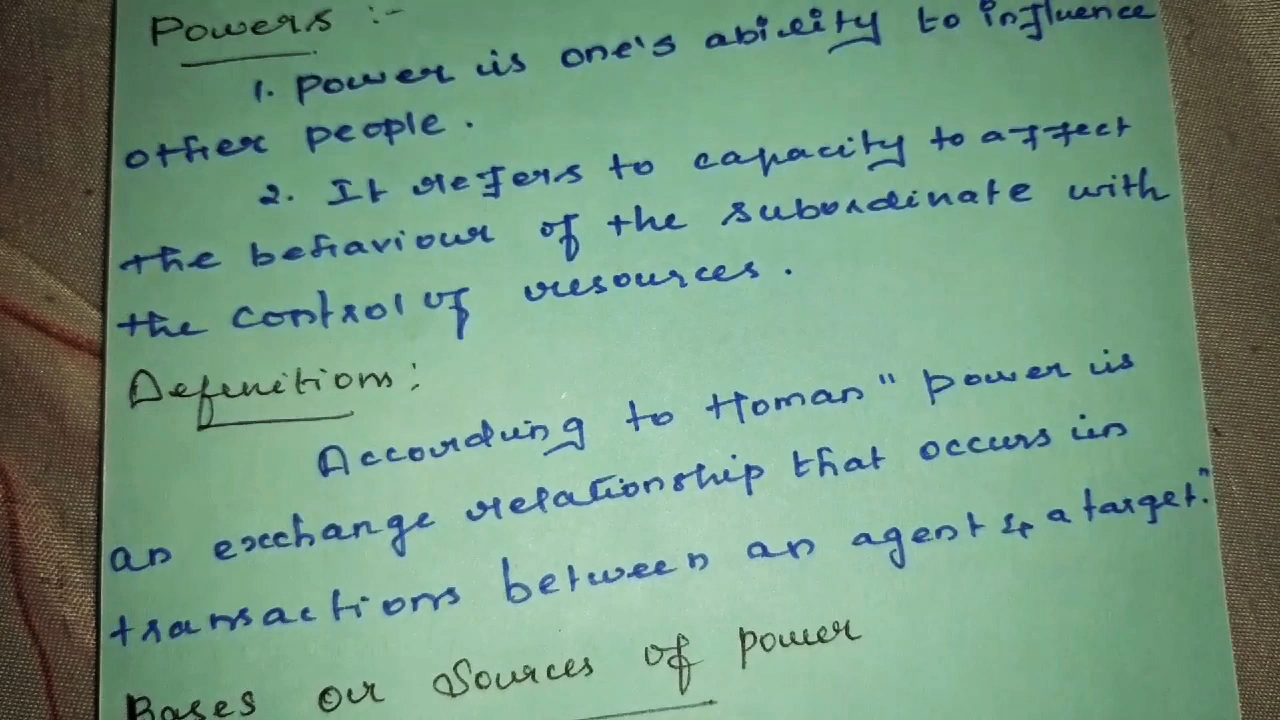 Powers :-
1. Power is one's ability to influence
other people.
2. It refers to capacity to affect
the behaviour of the subordinate with
the control of resources.
Definitions:
According to Homan " power is
an exchange relationship that occurs in
transactions between an agent & a target."
Bases or Sources of power